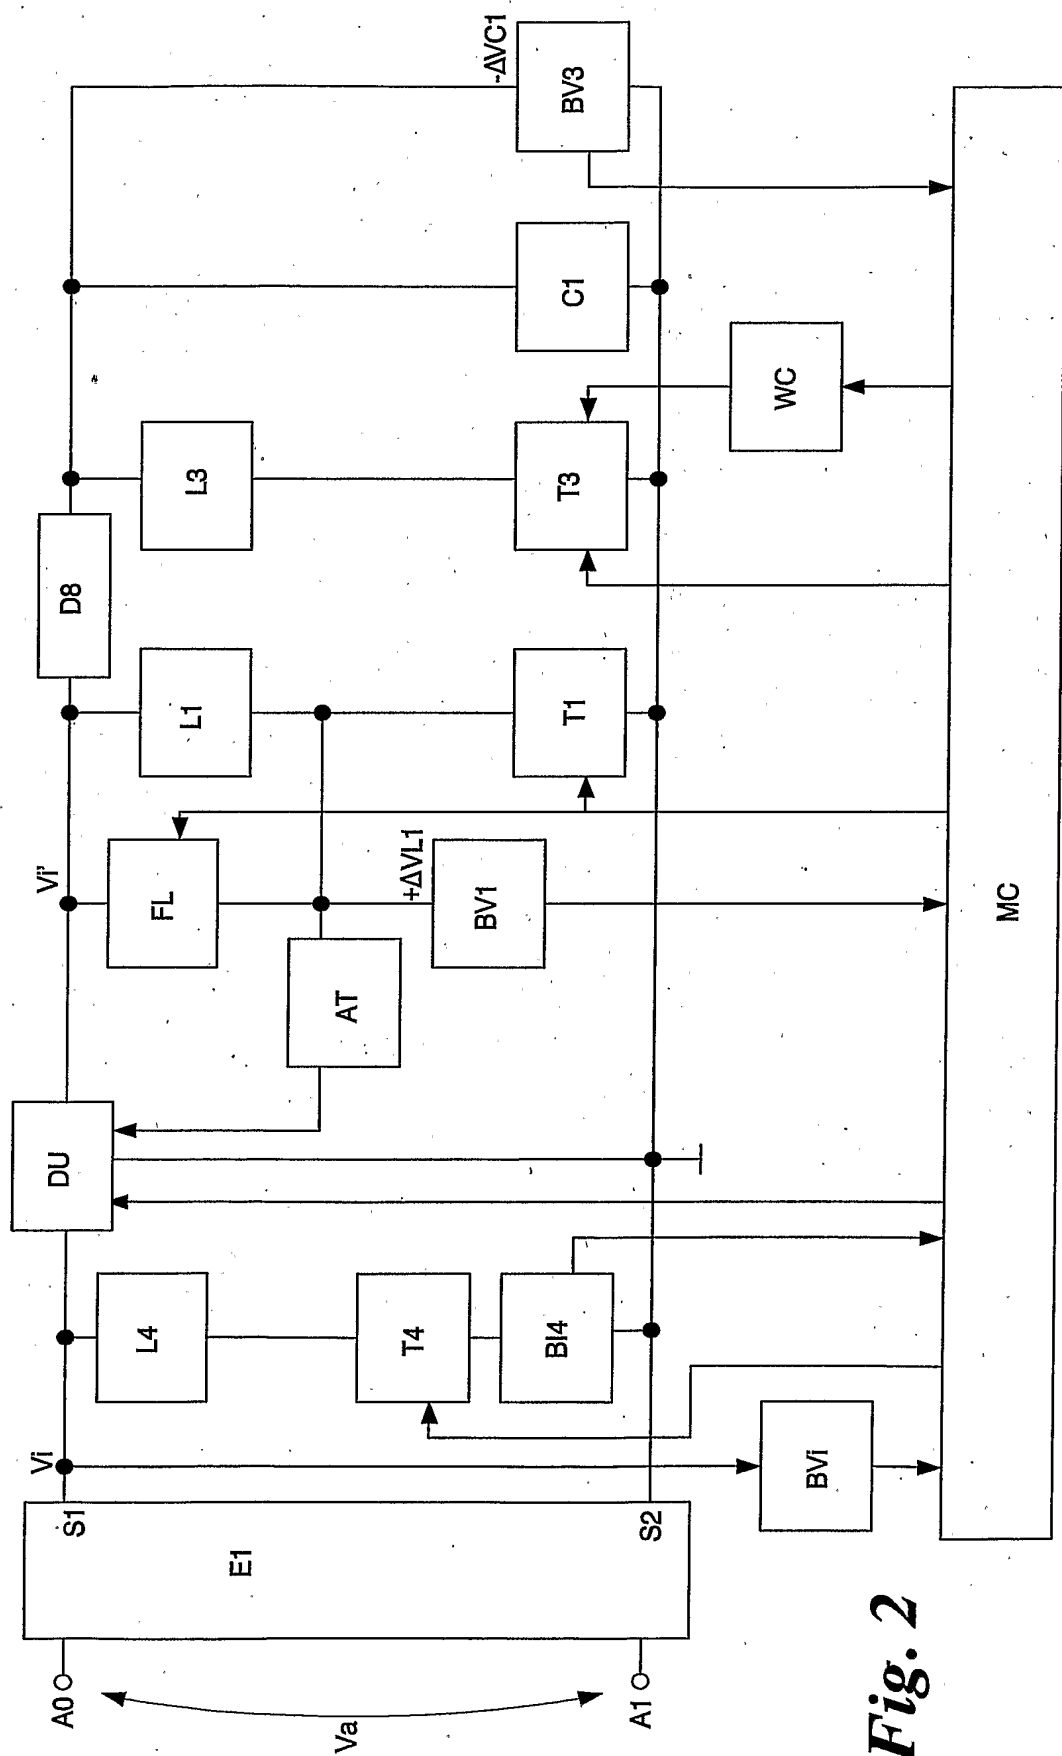 A0
A1
Va
E1
S1
S2
Vi
BVi
L4
T4
BI4
DU
AT
Vi'
FL
+ΔVL1
BV1
L1
T1
D8
L3
T3
WC
C1
-ΔVC1
BV3
MC
Fig. 2